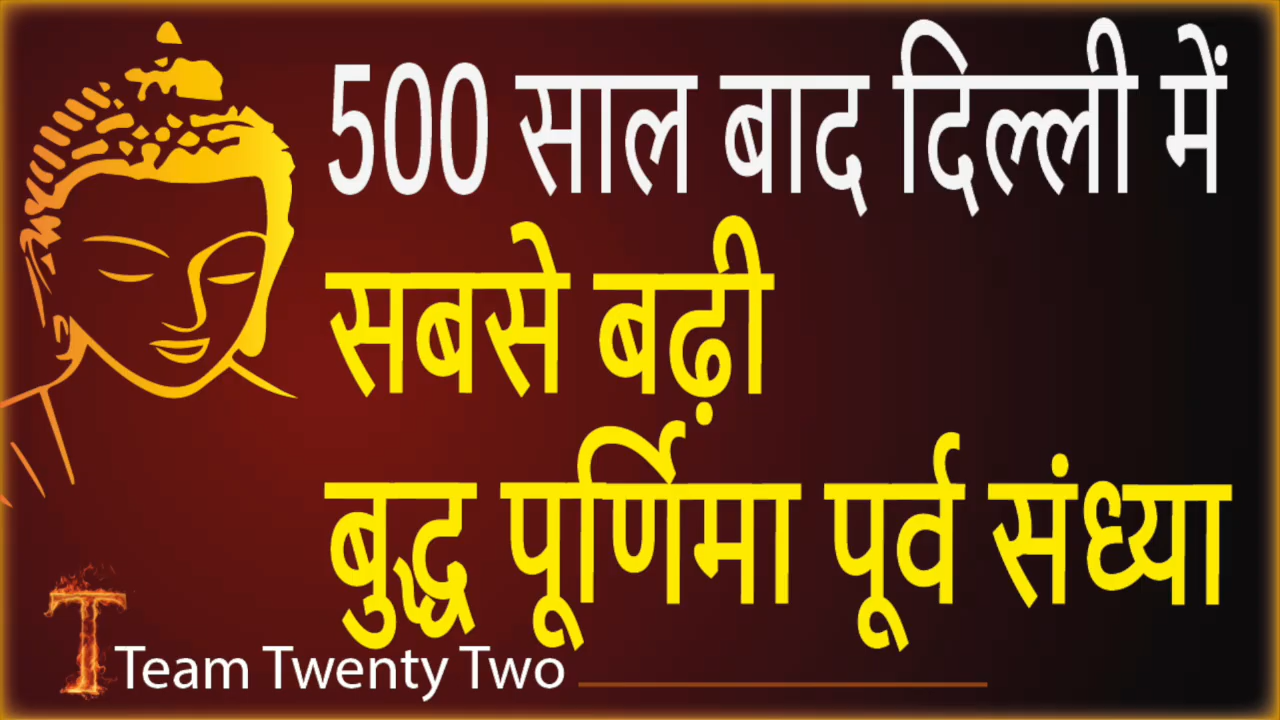 500 साल बाद दिल्ली में
सबसे बढ़ी
बुद्ध पूर्णिमा पूर्व संध्या
T Team Twenty Two